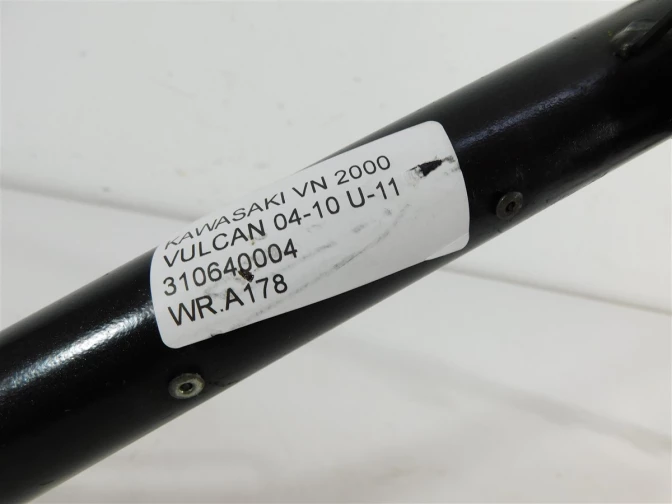 KAWASAKI VN 2000
VULCAN 04-10 U-11
310640004
WR.A178